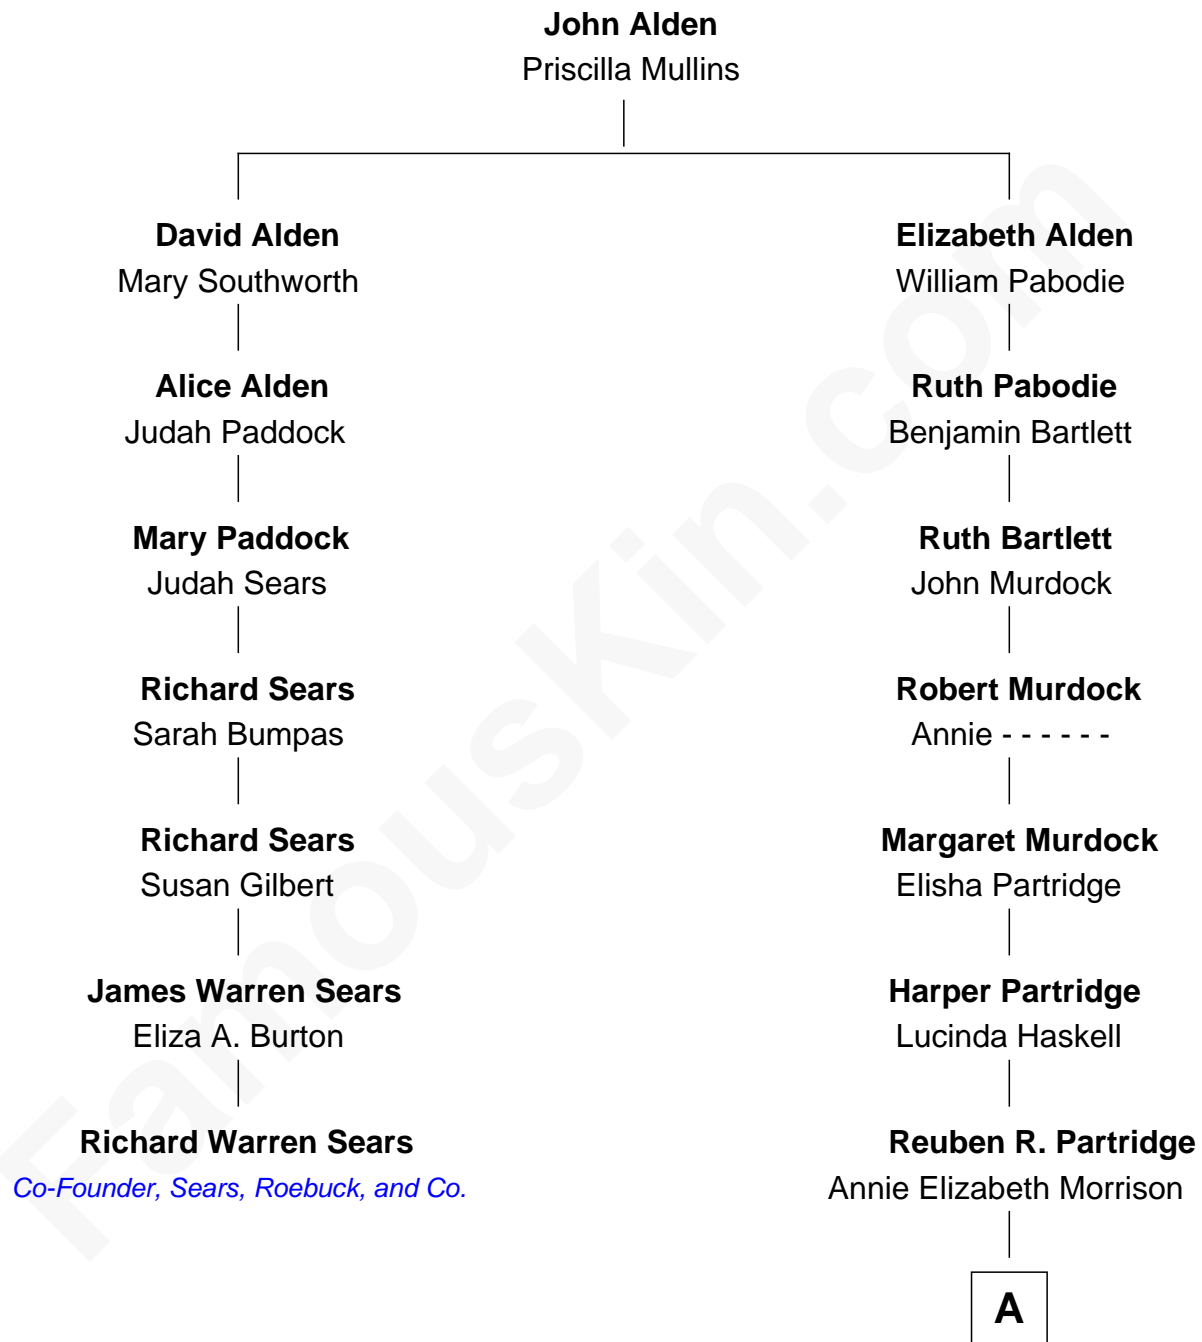 John Alden
Priscilla Mullins
David Alden
Mary Southworth
Alice Alden
Judah Paddock
Mary Paddock
Judah Sears
Richard Sears
Sarah Bumpas
Richard Sears
Susan Gilbert
James Warren Sears
Eliza A. Burton
Richard Warren Sears
Co-Founder, Sears, Roebuck, and Co.
Elizabeth Alden
William Pabodie
Ruth Pabodie
Benjamin Bartlett
Ruth Bartlett
John Murdock
Robert Murdock
Annie - - - - - -
Margaret Murdock
Elisha Partridge
Harper Partridge
Lucinda Haskell
Reuben R. Partridge
Annie Elizabeth Morrison
A
FamousKin.com